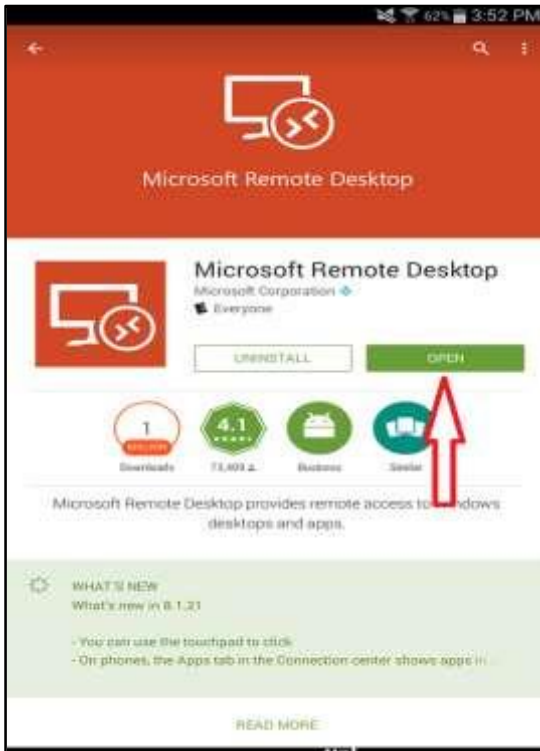 62% 3:52 PM
Microsoft Remote Desktop
Microsoft Remote Desktop
Microsoft Corporation
Everyone
UNINSTALL
OPEN
1
MILLION
4.1
Downloads
73,409
Business
Similar
Microsoft Remote Desktop provides remote access to
desktops and apps.
WHAT'S NEW
What's new in 8.1.21
- You can use the touchpad to click
- On phones, the Apps tab in the Connection center shows apps in ...
READ MORE